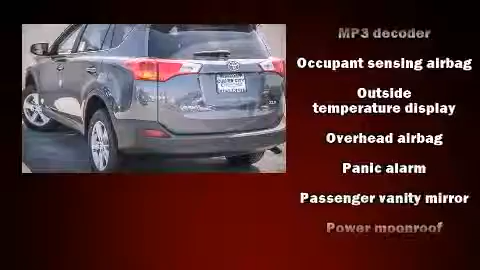 MP3 decoder
Occupant sensing airbag
Outside
temperature display
Overhead airbag
Panic alarm
Passenger vanity mirror
Power moonroof